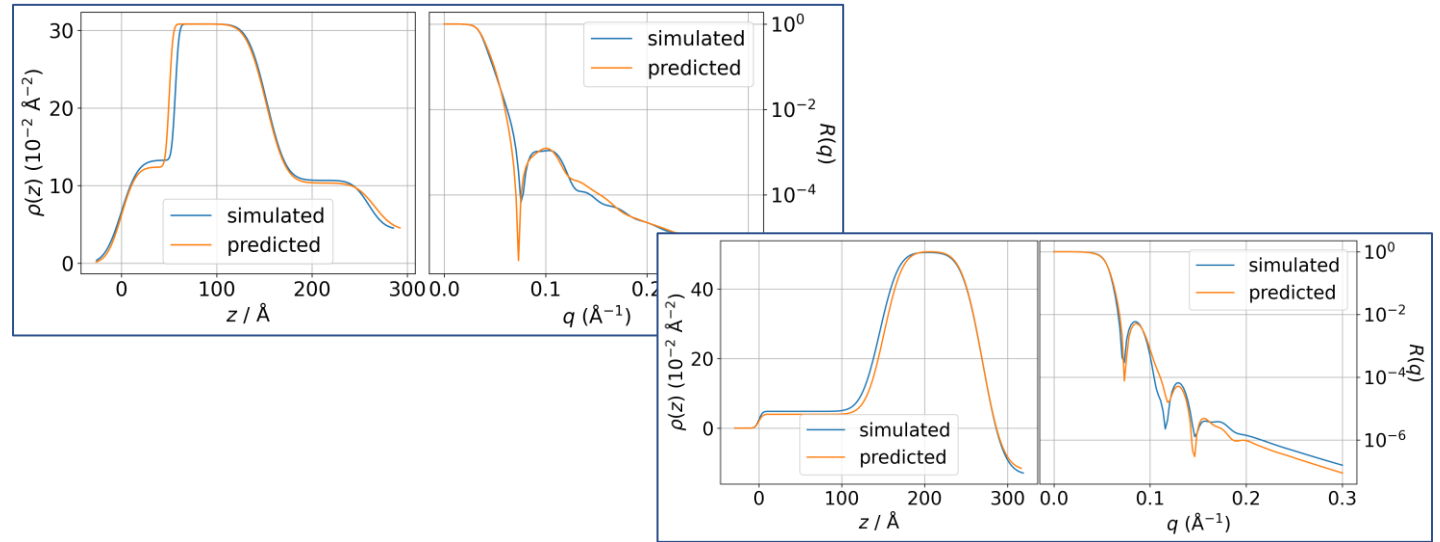 30
20
10
0
ρ(z) (10⁻² Å⁻²)
simulated
predicted
0 100 200 300
z / Å
simulated
predicted
10⁰
10⁻²
10⁻⁴
R(q)
0.0 0.1 0.2
q (Å⁻¹)
40
20
0
ρ(z) (10⁻² Å⁻²)
simulated
predicted
0 100 200 300
z / Å
simulated
predicted
10⁰
10⁻²
10⁻⁴
10⁻⁶
R(q)
0.0 0.1 0.2 0.3
q (Å⁻¹)